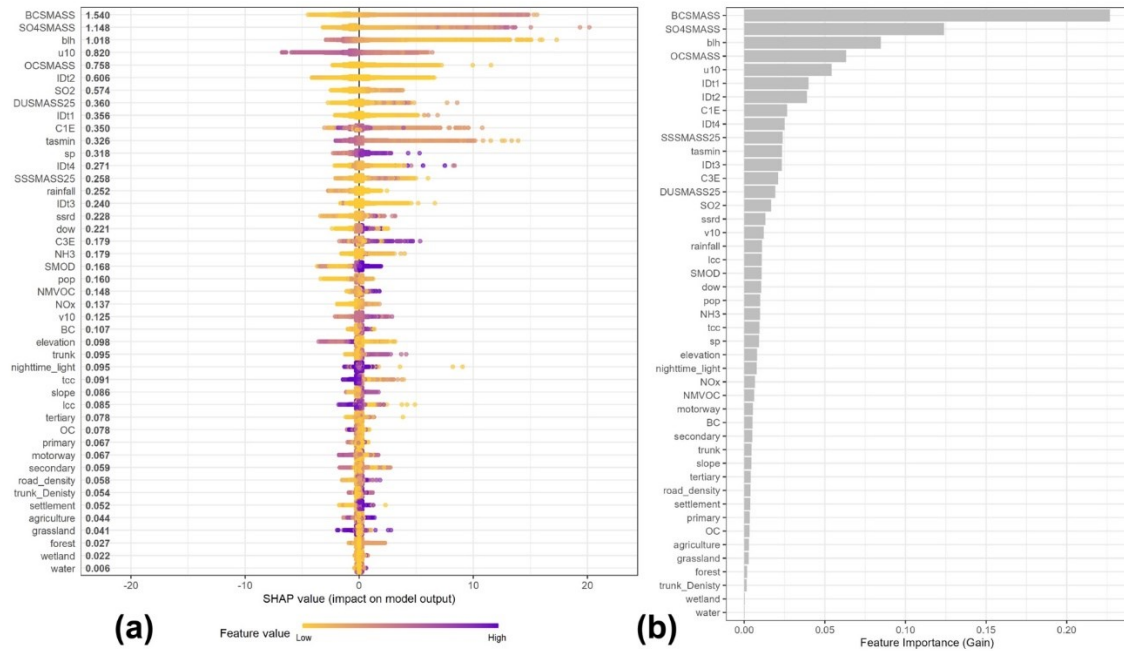 BCSMASS 1.540
SO4SMASS 1.148
blh 1.018
u10 0.820
OCSMASS 0.758
IDt2 0.606
SO2 0.574
DUSMASS25 0.360
IDt1 0.356
C1E 0.350
tasmin 0.326
sp 0.318
IDt4 0.271
SSSMASS25 0.258
rainfall 0.252
IDt3 0.240
ssrd 0.228
dow 0.221
C3E 0.179
NH3 0.179
SMOD 0.168
pop 0.160
NMVOC 0.148
NOx 0.137
v10 0.125
BC 0.107
elevation 0.098
trunk 0.095
nighttime_light 0.095
tcc 0.091
slope 0.086
lcc 0.085
tertiary 0.078
OC 0.078
primary 0.067
motorway 0.067
secondary 0.059
road_density 0.058
trunk_Denisty 0.054
settlement 0.052
agriculture 0.044
grassland 0.041
forest 0.027
wetland 0.022
water 0.006
-20 -10 0 10 20
SHAP value (impact on model output)
(a)
Feature value
Low High
BCSMASS
SO4SMASS
blh
OCSMASS
u10
IDt1
IDt2
C1E
IDt4
SSSMASS25
tasmin
IDt3
C3E
DUSMASS25
SO2
ssrd
v10
rainfall
lcc
SMOD
dow
pop
NH3
tcc
sp
elevation
nighttime_light
NOx
NMVOC
motorway
BC
secondary
trunk
slope
tertiary
road_density
settlement
primary
OC
agriculture
grassland
forest
trunk_Denisty
wetland
water
0.00 0.05 0.10 0.15 0.20
(b)
Feature Importance (Gain)